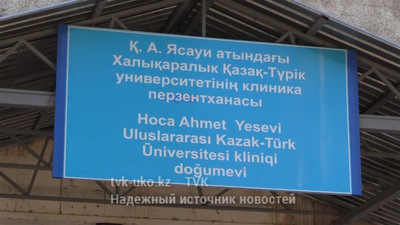 Қ. А. Ясауи атындағы
Халықаралық Қазақ-Түрік
университетінің клиника
перзентханасы
Hoca Ahmet Yesevi
Uluslararası Kazak-Türk
Üniversitesi kliniqi
doğumevi
tvk-uko.kz TVK
Надежный источник новостей